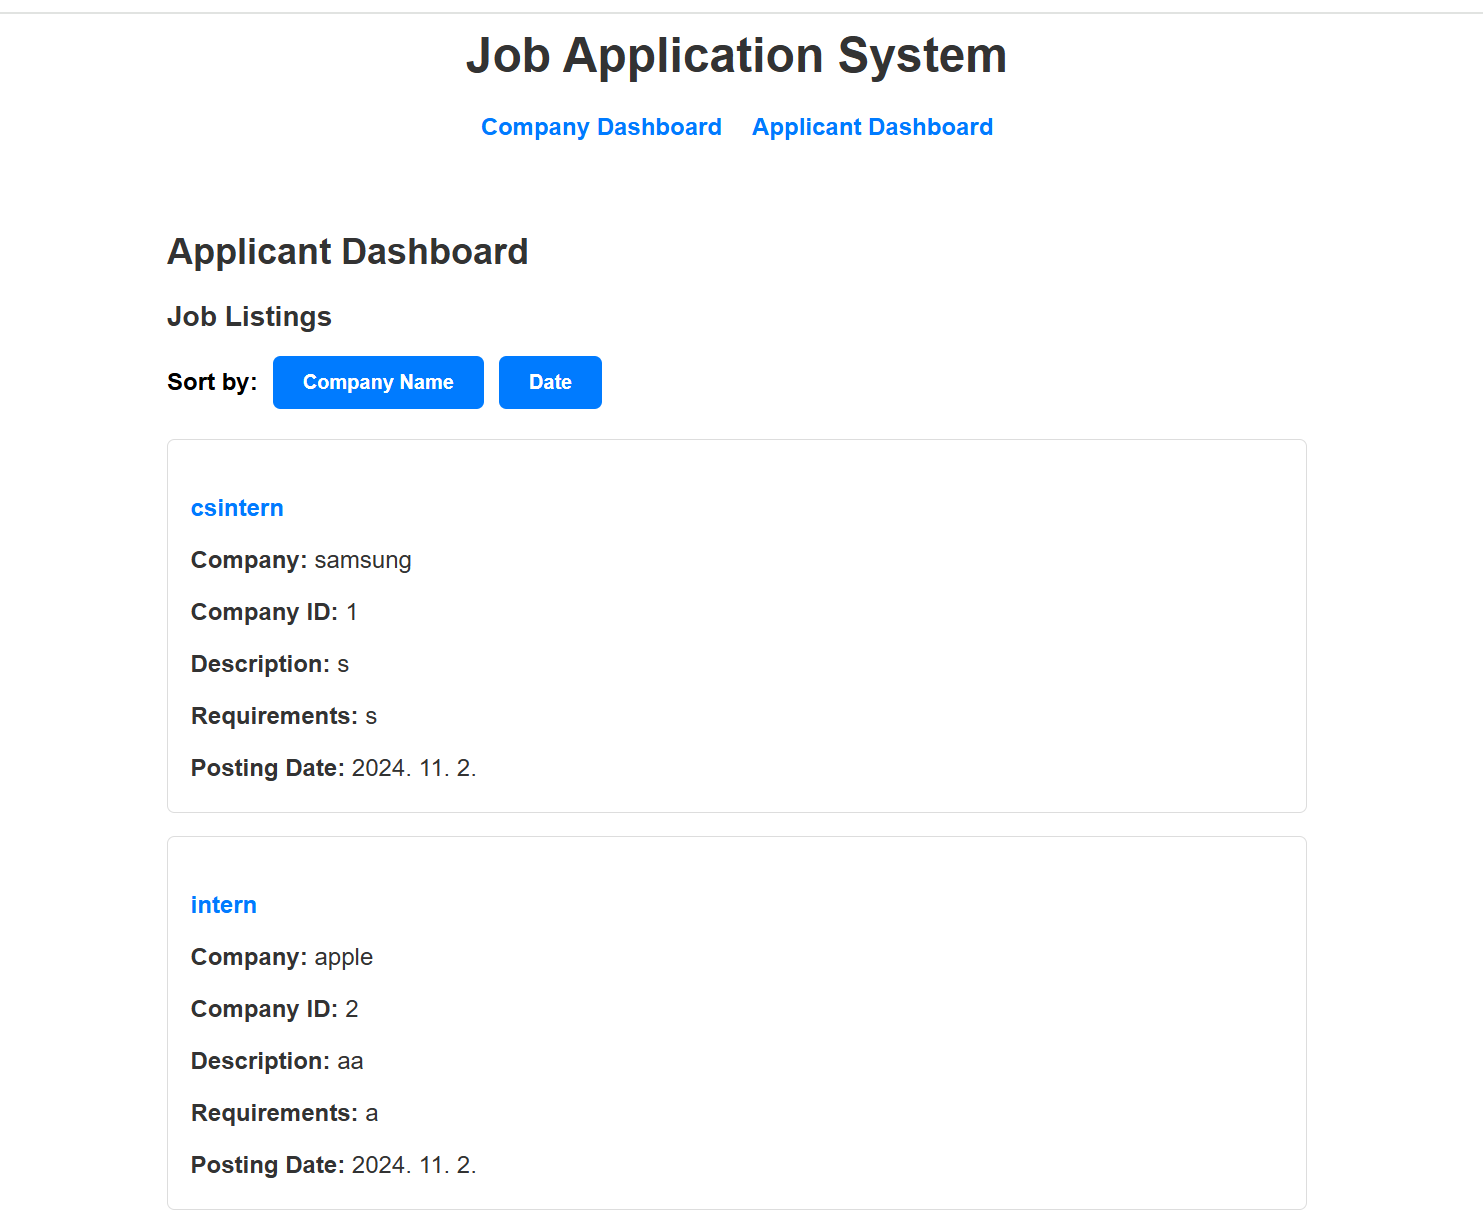 Job Application System
Company Dashboard Applicant Dashboard
Applicant Dashboard
Job Listings
Sort by: Company Name Date
csintern
Company: samsung
Company ID: 1
Description: s
Requirements: s
Posting Date: 2024. 11. 2.
intern
Company: apple
Company ID: 2
Description: aa
Requirements: a
Posting Date: 2024. 11. 2.